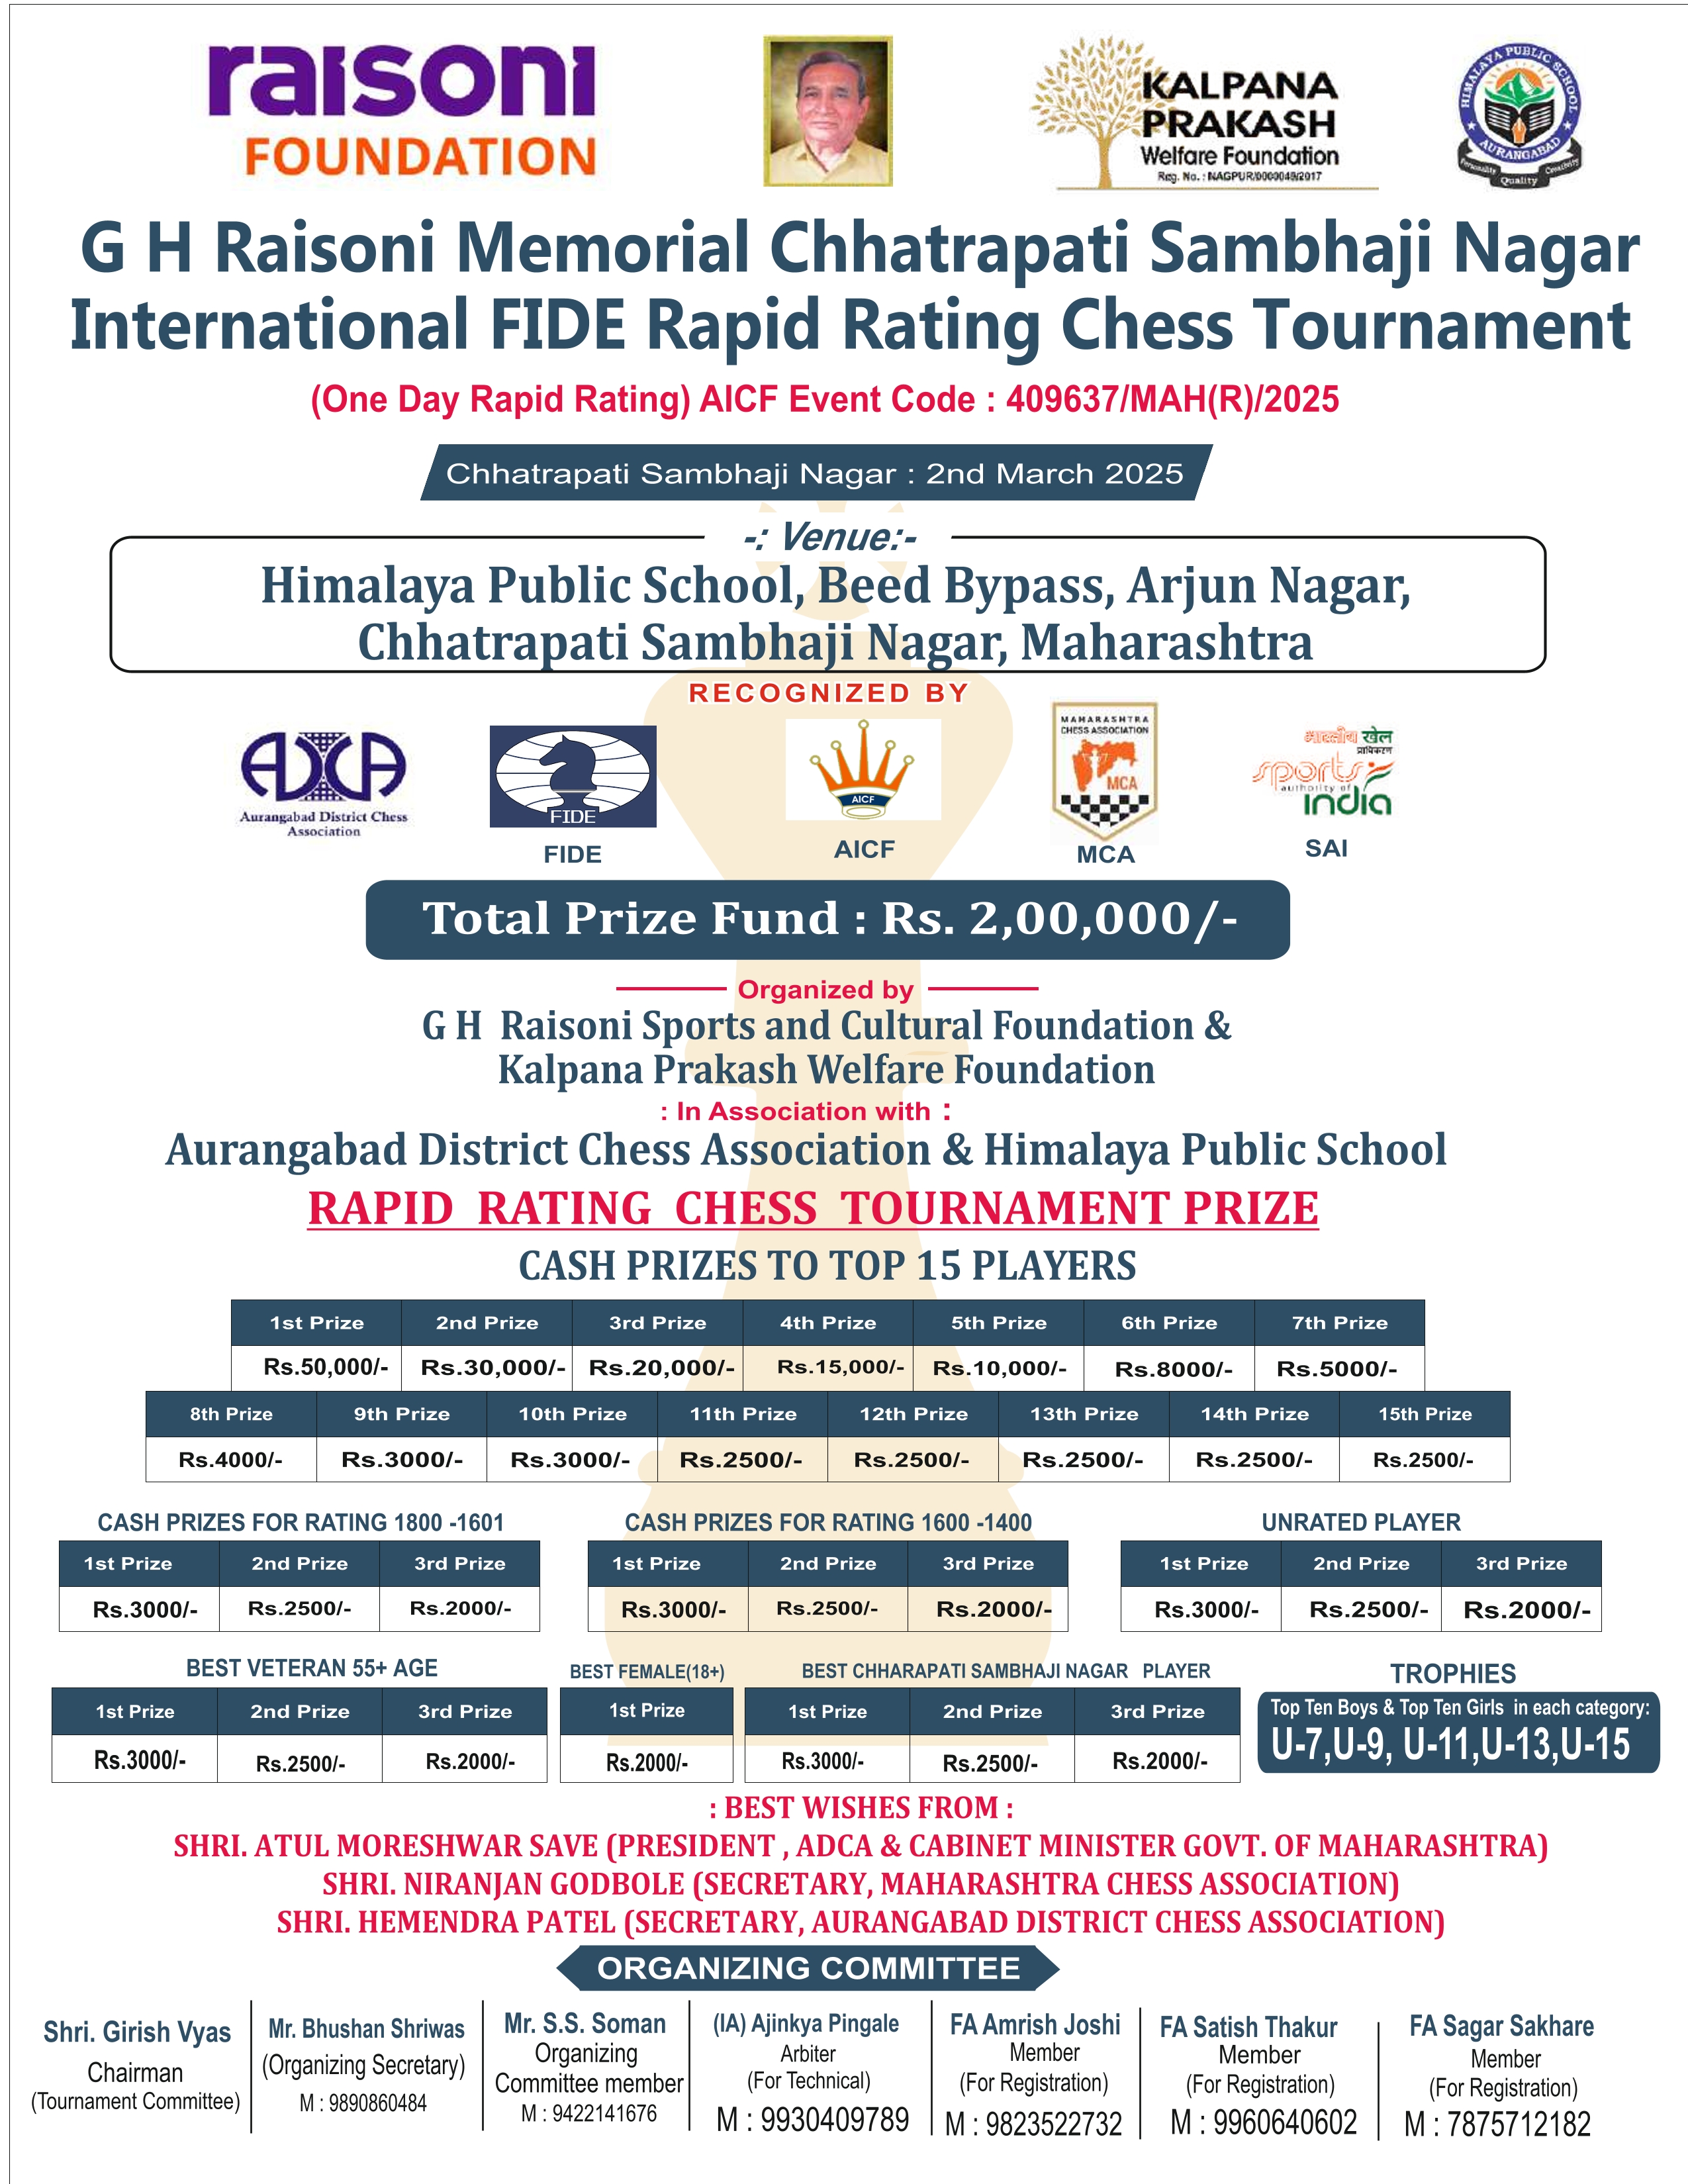 raisoni
FOUNDATION
KALPANA
PRAKASH
Welfare Foundation
Reg. No. : NAGPUR/0000049/2017
HIMALAYA PUBLIC SCHOOL
AURANGABAD
Personality Quality Creativity
G H Raisoni Memorial Chhatrapati Sambhaji Nagar
International FIDE Rapid Rating Chess Tournament
(One Day Rapid Rating) AICF Event Code : 409637/MAH(R)/2025
Chhatrapati Sambhaji Nagar : 2nd March 2025
-: Venue:-
Himalaya Public School, Beed Bypass, Arjun Nagar,
Chhatrapati Sambhaji Nagar, Maharashtra
RECOGNIZED BY
Aurangabad District Chess
Association
FIDE
FIDE
AICF
AICF
MAHARASHTRA
CHESS ASSOCIATION
MCA
MCA
भारतीय खेल
प्राधिकरण
sports
authority of
india
SAI
Total Prize Fund : Rs. 2,00,000/-
Organized by
G H Raisoni Sports and Cultural Foundation &
Kalpana Prakash Welfare Foundation
: In Association with :
Aurangabad District Chess Association & Himalaya Public School
RAPID RATING CHESS TOURNAMENT PRIZE
CASH PRIZES TO TOP 15 PLAYERS
1st Prize 2nd Prize 3rd Prize 4th Prize 5th Prize 6th Prize 7th Prize
Rs.50,000/- Rs.30,000/- Rs.20,000/- Rs.15,000/- Rs.10,000/- Rs.8000/- Rs.5000/-
8th Prize 9th Prize 10th Prize 11th Prize 12th Prize 13th Prize 14th Prize 15th Prize
Rs.4000/- Rs.3000/- Rs.3000/- Rs.2500/- Rs.2500/- Rs.2500/- Rs.2500/- Rs.2500/-
CASH PRIZES FOR RATING 1800 -1601
1st Prize 2nd Prize 3rd Prize
Rs.3000/- Rs.2500/- Rs.2000/-
CASH PRIZES FOR RATING 1600 -1400
1st Prize 2nd Prize 3rd Prize
Rs.3000/- Rs.2500/- Rs.2000/-
UNRATED PLAYER
1st Prize 2nd Prize 3rd Prize
Rs.3000/- Rs.2500/- Rs.2000/-
BEST VETERAN 55+ AGE
1st Prize 2nd Prize 3rd Prize
Rs.3000/- Rs.2500/- Rs.2000/-
BEST FEMALE(18+)
1st Prize
Rs.2000/-
BEST CHHARAPATI SAMBHAJI NAGAR PLAYER
1st Prize 2nd Prize 3rd Prize
Rs.3000/- Rs.2500/- Rs.2000/-
TROPHIES
Top Ten Boys & Top Ten Girls in each category:
U-7,U-9, U-11,U-13,U-15
: BEST WISHES FROM :
SHRI. ATUL MORESHWAR SAVE (PRESIDENT , ADCA & CABINET MINISTER GOVT. OF MAHARASHTRA)
SHRI. NIRANJAN GODBOLE (SECRETARY, MAHARASHTRA CHESS ASSOCIATION)
SHRI. HEMENDRA PATEL (SECRETARY, AURANGABAD DISTRICT CHESS ASSOCIATION)
ORGANIZING COMMITTEE
Shri. Girish Vyas
Chairman
(Tournament Committee)
Mr. Bhushan Shriwas
(Organizing Secretary)
M : 9890860484
Mr. S.S. Soman
Organizing
Committee member
M : 9422141676
(IA) Ajinkya Pingale
Arbiter
(For Technical)
M : 9930409789
FA Amrish Joshi
Member
(For Registration)
M : 9823522732
FA Satish Thakur
Member
(For Registration)
M : 9960640602
FA Sagar Sakhare
Member
(For Registration)
M : 7875712182